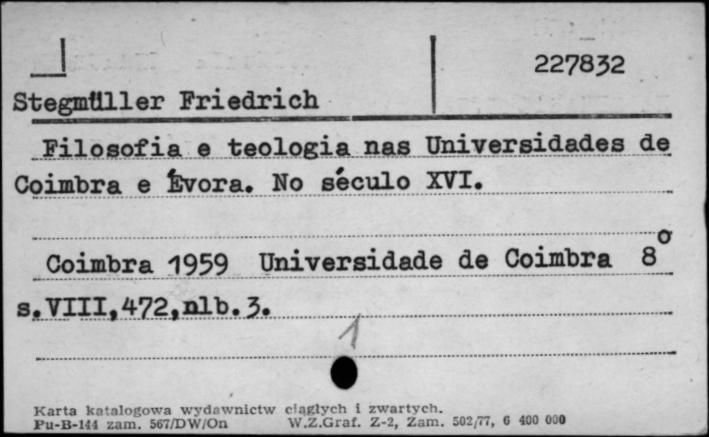 227832
Stegmüller Friedrich
Filosofia e teologia nas Universidades de
Coimbra e Évora. No século XVI.
Coimbra 1959 Universidade de Coimbra 8°
s.VIII,472,nlb.3.
1
Karta katalogowa wydawnictw ciągłych i zwartych.
Pu-B-144 zam. 567/DW/On W.Z.Graf. Z-2, Zam. 502/77, 6 400 000